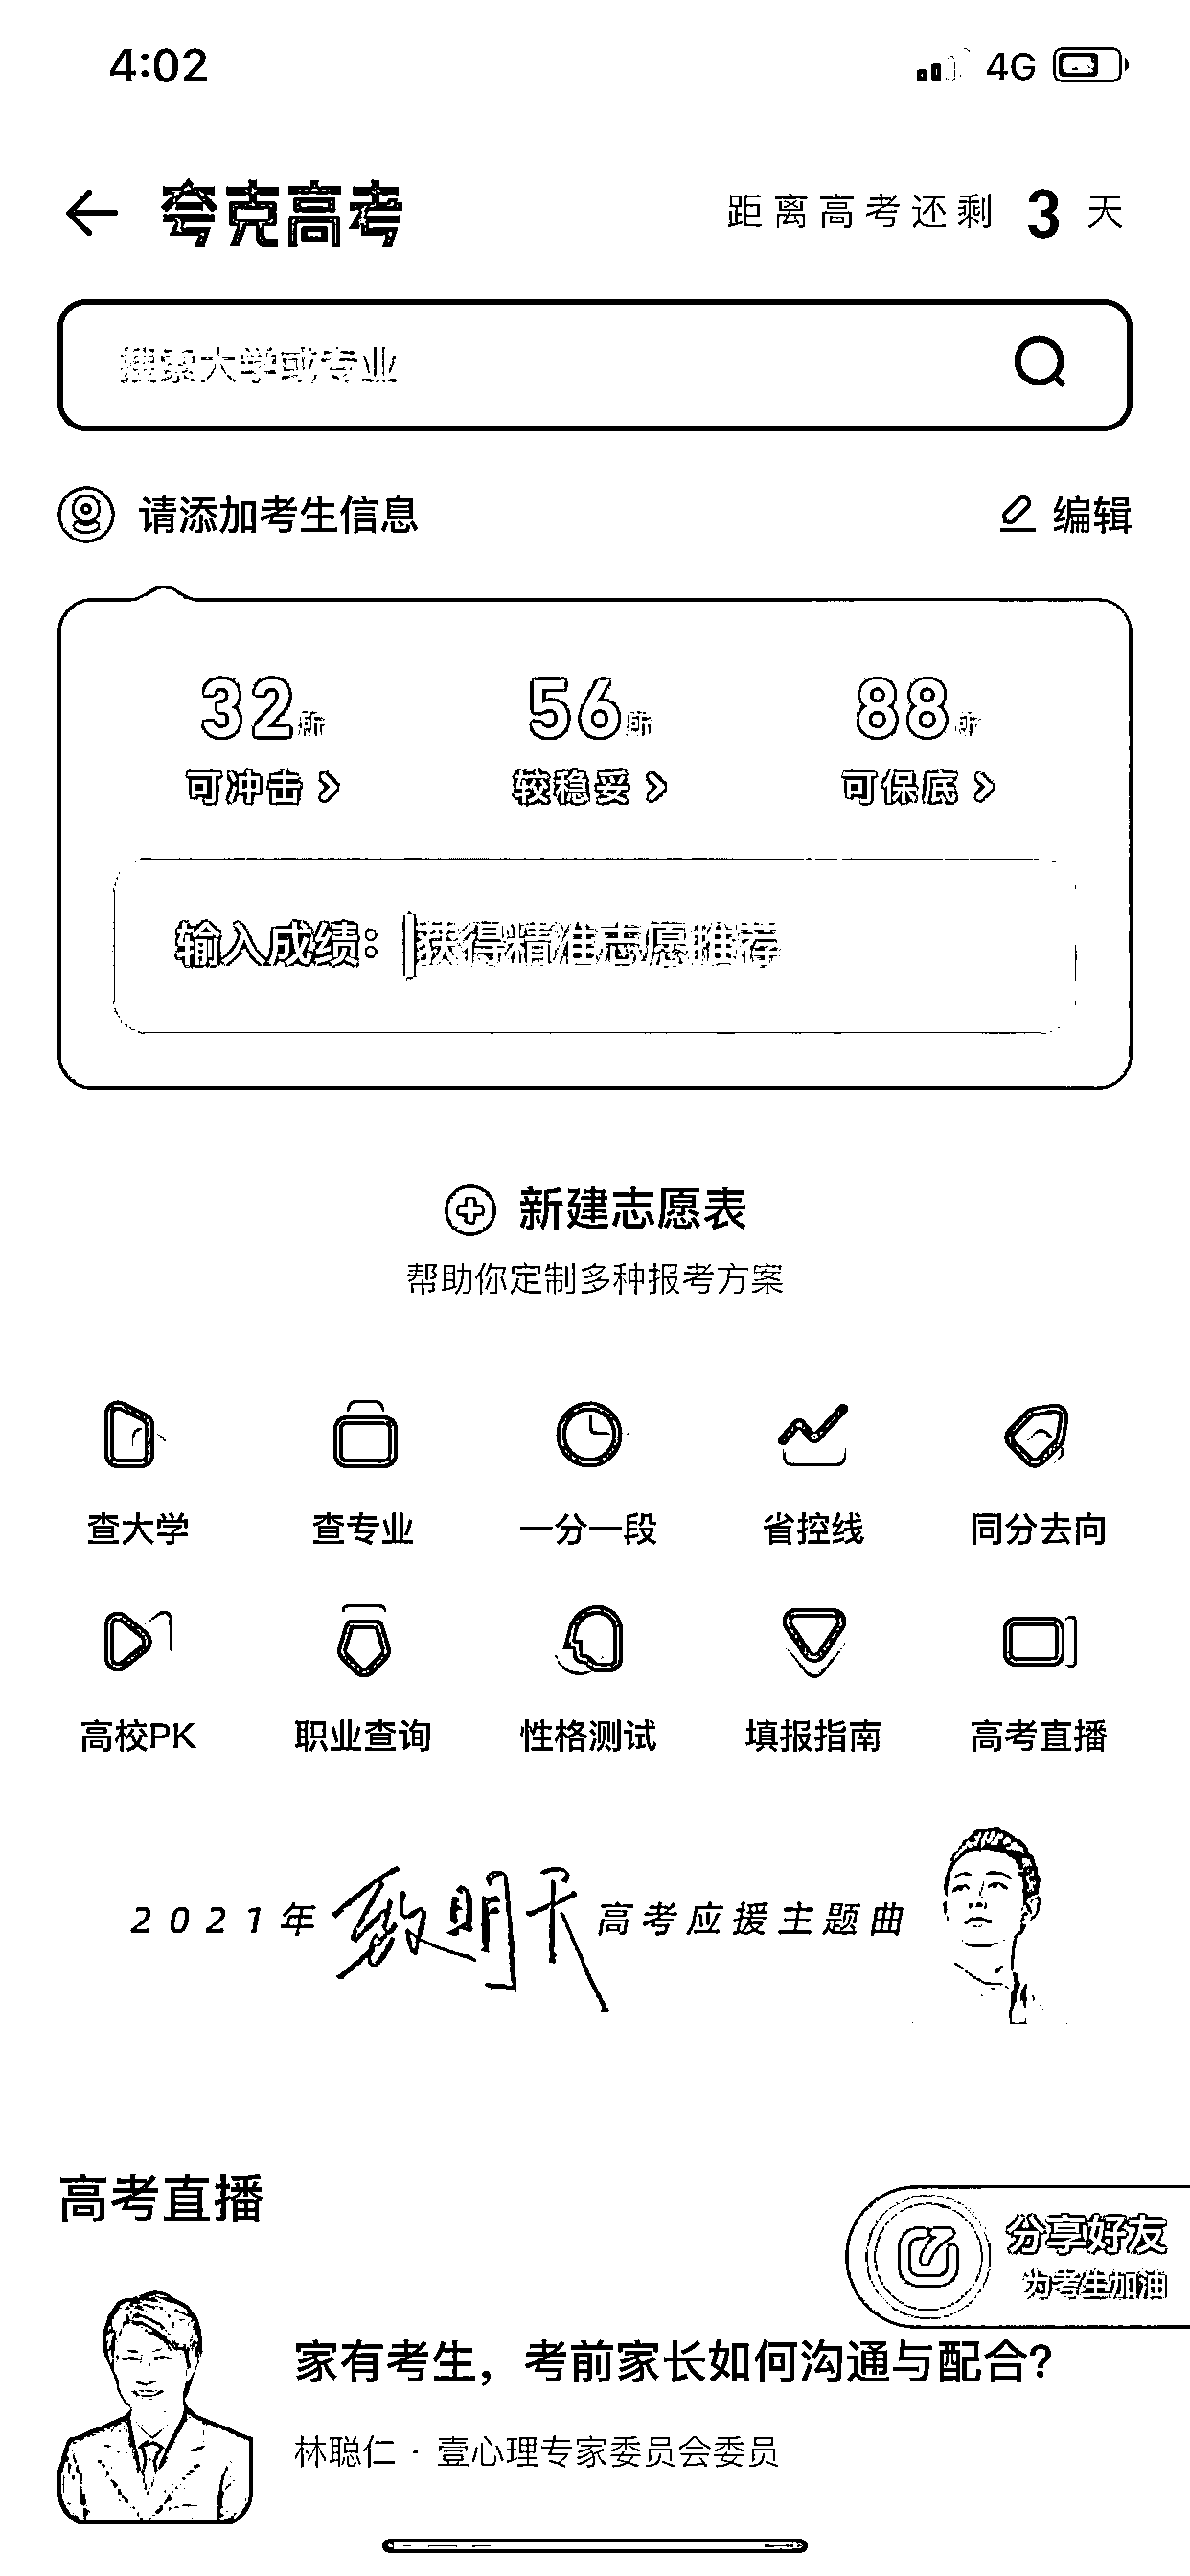 4:02 4G
夸克高考 距离高考还剩 3 天
搜索大学或专业
请添加考生信息 编辑
32所 56所 88所
可冲击 较稳妥 可保底
输入成绩：获得精准志愿推荐
新建志愿表
帮助你定制多种报考方案
查大学 查专业 一分一段 省控线 同分去向
高校PK 职业查询 性格测试 填报指南 高考直播
2021年 致明天 高考应援主题曲
高考直播
分享好友
为考生加油
家有考生，考前家长如何沟通与配合？
林聪仁 · 壹心理专家委员会委员